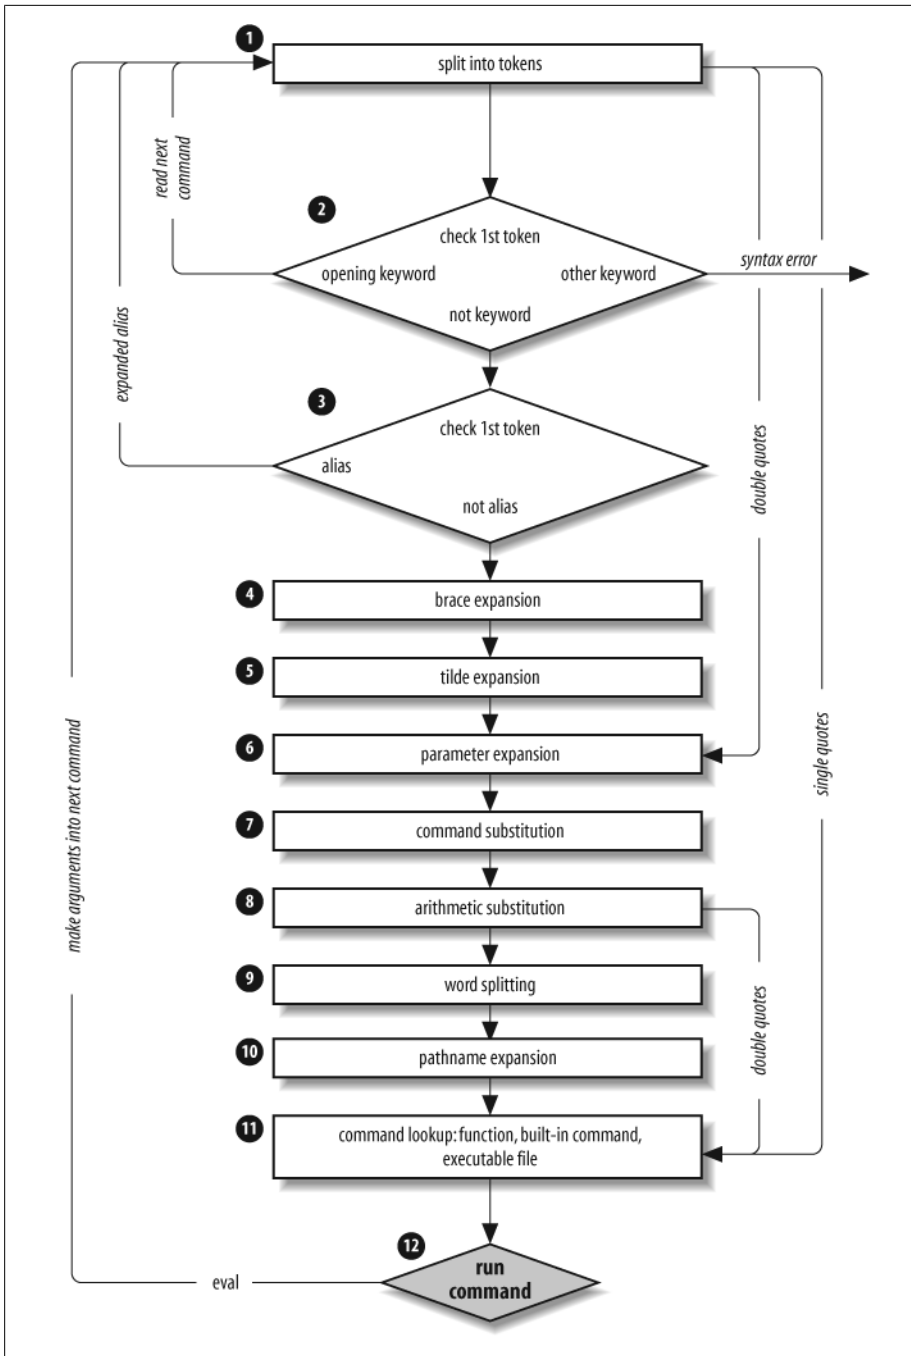 1
split into tokens
read next
command
2
check 1st token
opening keyword
other keyword
not keyword
syntax error
expanded alias
3
check 1st token
alias
not alias
double quotes
4
brace expansion
5
tilde expansion
6
parameter expansion
single quotes
make arguments into next command
7
command substitution
8
arithmetic substitution
9
word splitting
double quotes
10
pathname expansion
11
command lookup: function, built-in command,
executable file
12
run
command
eval